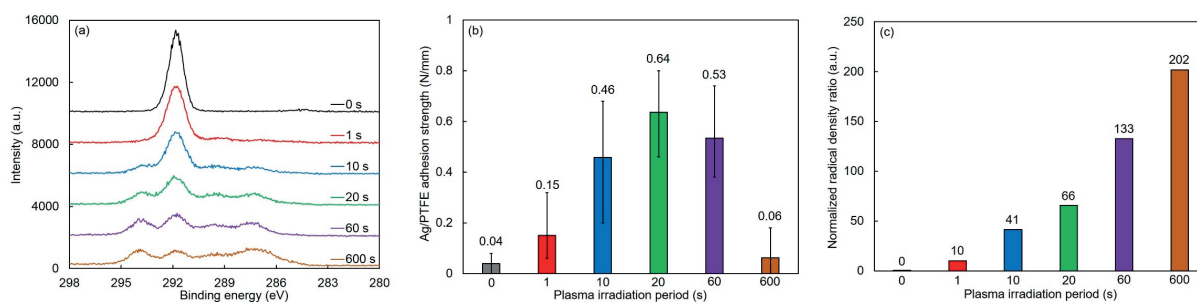 (a)
Intensity (a.u.)
16000
12000
8000
4000
0
0 s
1 s
10 s
20 s
60 s
600 s
298 295 292 289 286 283 280
Binding energy (eV)
(b)
Ag/PTFE adhesion strength (N/mm)
1
0.8
0.6
0.4
0.2
0
0.04
0.15
0.46
0.64
0.53
0.06
0 1 10 20 60 600
Plasma irradiation period (s)
(c)
Normalized radical density ratio (a.u.)
250
200
150
100
50
0
0
10
41
66
133
202
0 1 10 20 60 600
Plasma irradiation period (s)